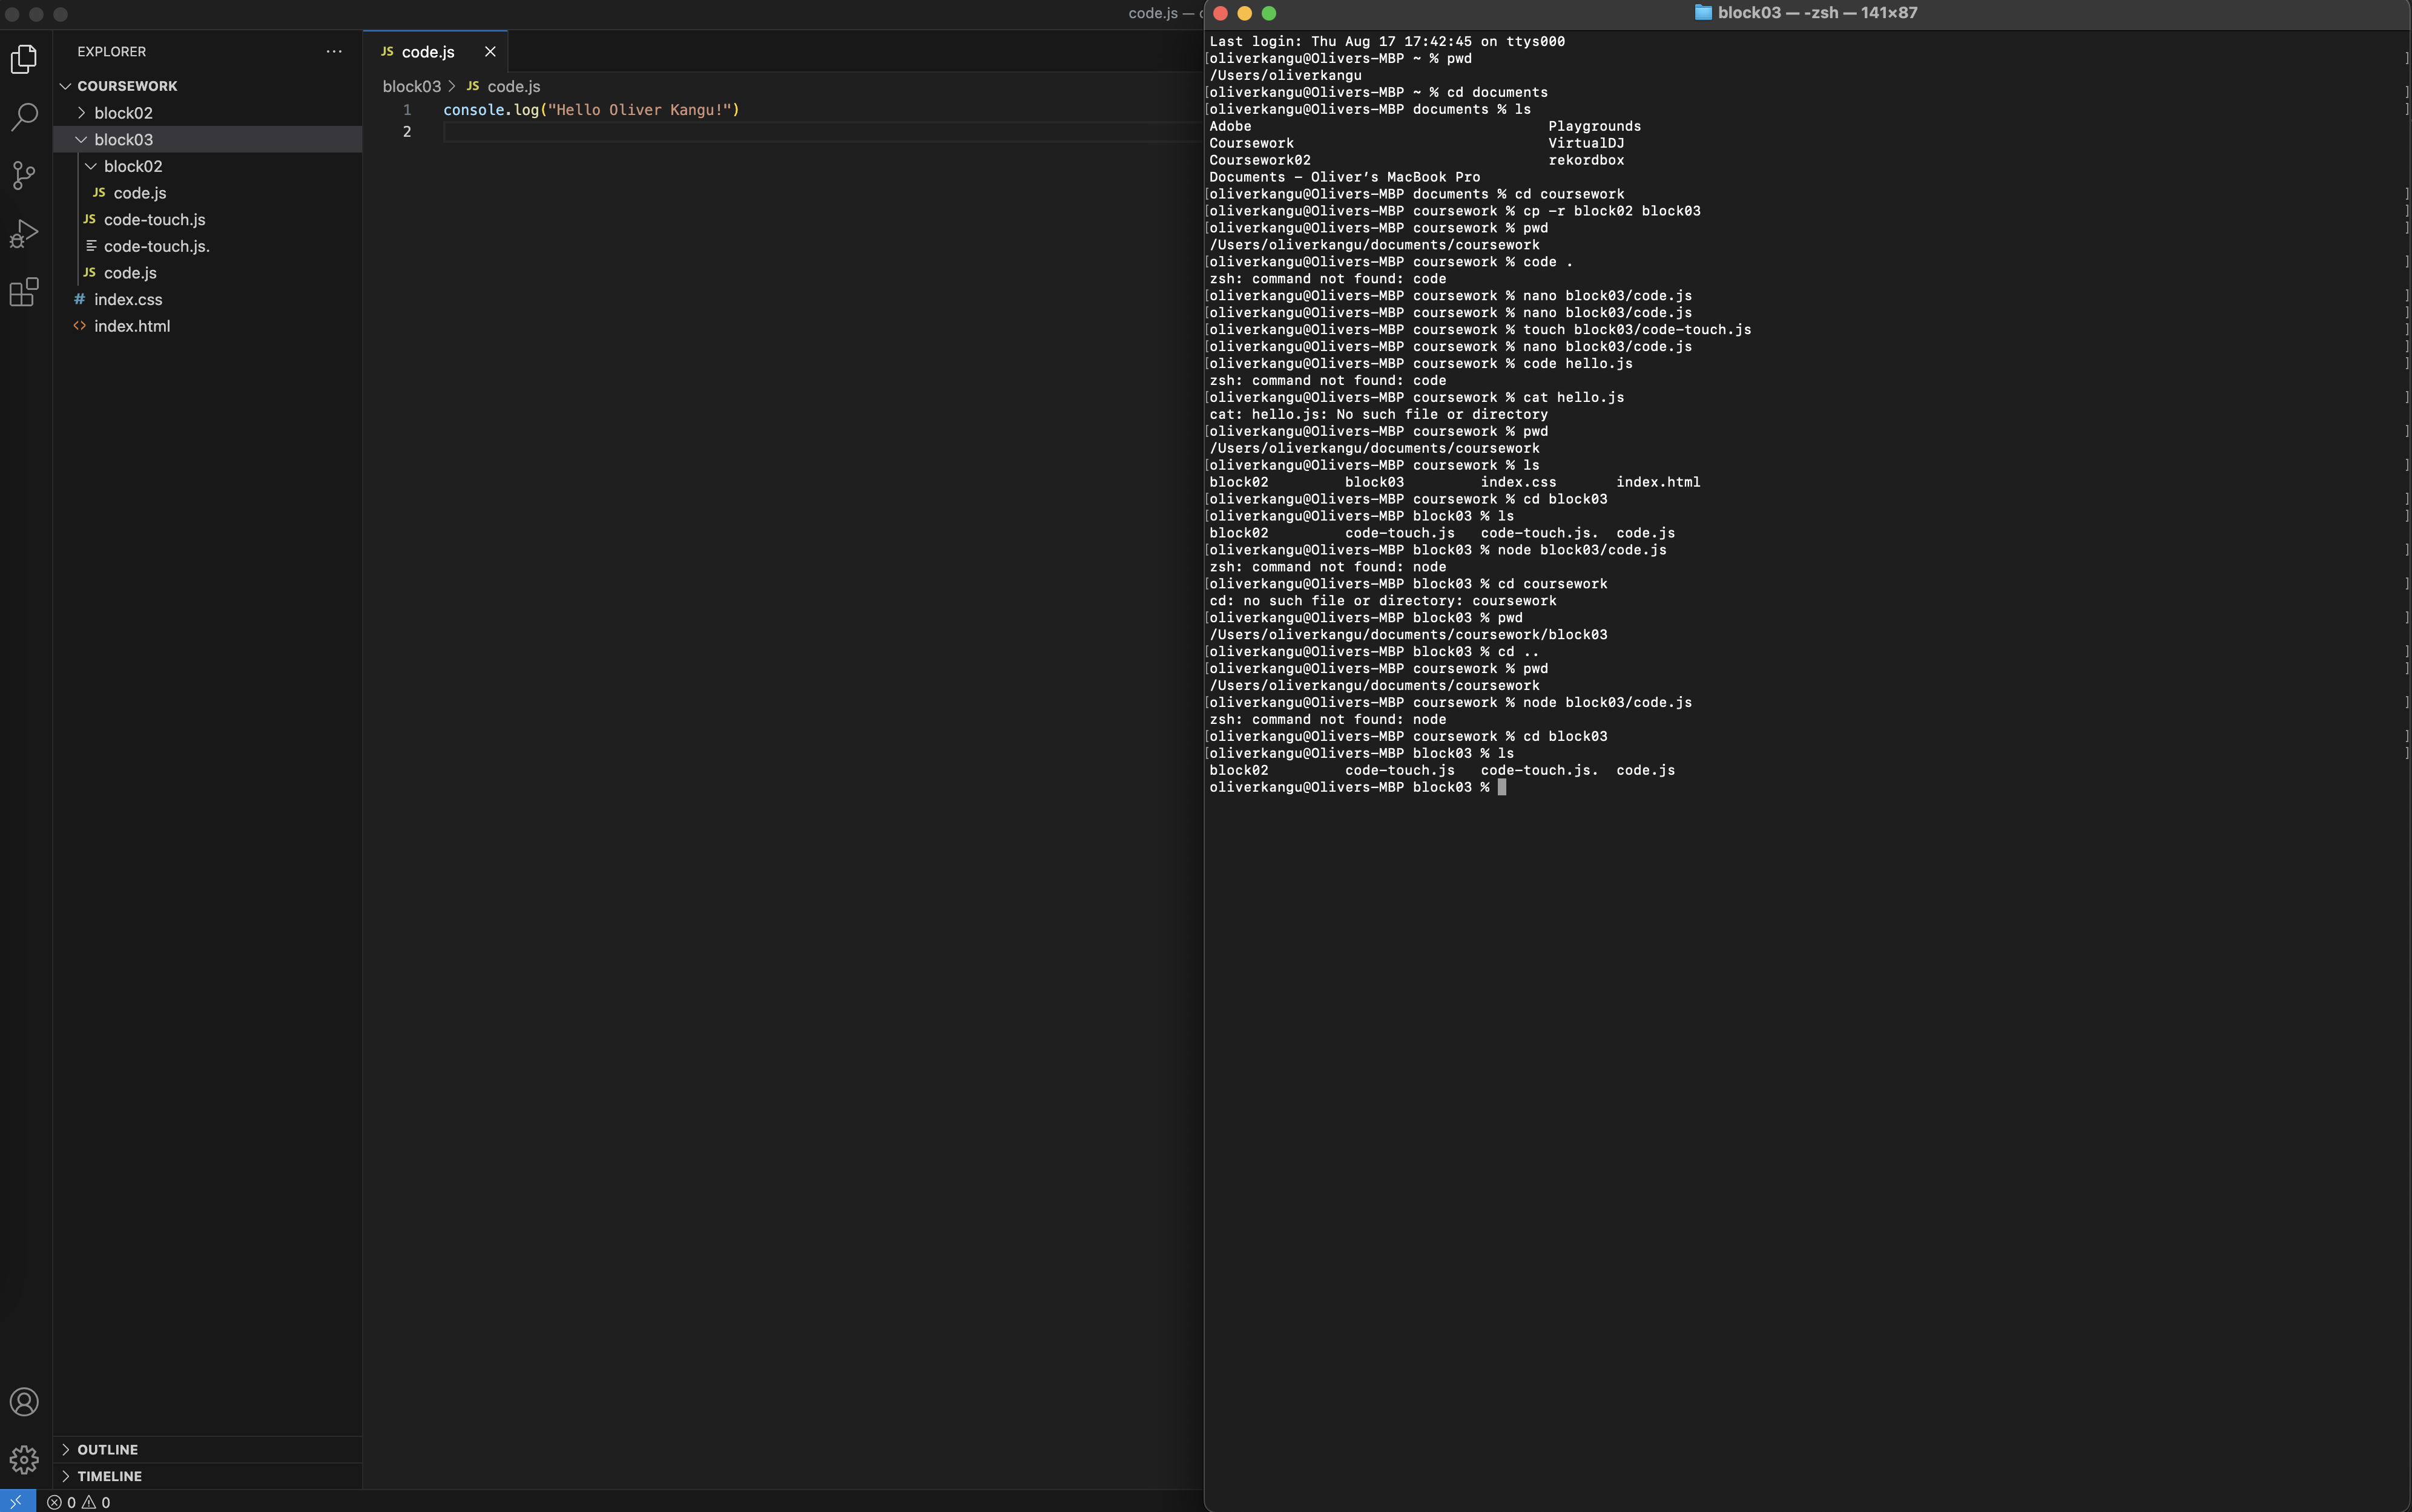 code.js — c
EXPLORER
COURSEWORK
block02
block03
block02
JS code.js
JS code-touch.js
code-touch.js.
JS code.js
# index.css
<> index.html
OUTLINE
TIMELINE
0 0
JS code.js
block03 > JS code.js
1 console.log("Hello Oliver Kangu!")
2
block03 — -zsh — 141×87
Last login: Thu Aug 17 17:42:45 on ttys000
[oliverkangu@Olivers-MBP ~ % pwd ]
/Users/oliverkangu
[oliverkangu@Olivers-MBP ~ % cd documents ]
[oliverkangu@Olivers-MBP documents % ls ]
Adobe Playgrounds
Coursework VirtualDJ
Coursework02 rekordbox
Documents – Oliver’s MacBook Pro
[oliverkangu@Olivers-MBP documents % cd coursework ]
[oliverkangu@Olivers-MBP coursework % cp -r block02 block03 ]
[oliverkangu@Olivers-MBP coursework % pwd ]
/Users/oliverkangu/documents/coursework
[oliverkangu@Olivers-MBP coursework % code . ]
zsh: command not found: code
[oliverkangu@Olivers-MBP coursework % nano block03/code.js ]
[oliverkangu@Olivers-MBP coursework % nano block03/code.js ]
[oliverkangu@Olivers-MBP coursework % touch block03/code-touch.js ]
[oliverkangu@Olivers-MBP coursework % nano block03/code.js ]
[oliverkangu@Olivers-MBP coursework % code hello.js ]
zsh: command not found: code
[oliverkangu@Olivers-MBP coursework % cat hello.js ]
cat: hello.js: No such file or directory
[oliverkangu@Olivers-MBP coursework % pwd ]
/Users/oliverkangu/documents/coursework
[oliverkangu@Olivers-MBP coursework % ls ]
block02 block03 index.css index.html
[oliverkangu@Olivers-MBP coursework % cd block03 ]
[oliverkangu@Olivers-MBP block03 % ls ]
block02 code-touch.js code-touch.js. code.js
[oliverkangu@Olivers-MBP block03 % node block03/code.js ]
zsh: command not found: node
[oliverkangu@Olivers-MBP block03 % cd coursework ]
cd: no such file or directory: coursework
[oliverkangu@Olivers-MBP block03 % pwd ]
/Users/oliverkangu/documents/coursework/block03
[oliverkangu@Olivers-MBP block03 % cd .. ]
[oliverkangu@Olivers-MBP coursework % pwd ]
/Users/oliverkangu/documents/coursework
[oliverkangu@Olivers-MBP coursework % node block03/code.js ]
zsh: command not found: node
[oliverkangu@Olivers-MBP coursework % cd block03 ]
[oliverkangu@Olivers-MBP block03 % ls ]
block02 code-touch.js code-touch.js. code.js
oliverkangu@Olivers-MBP block03 %